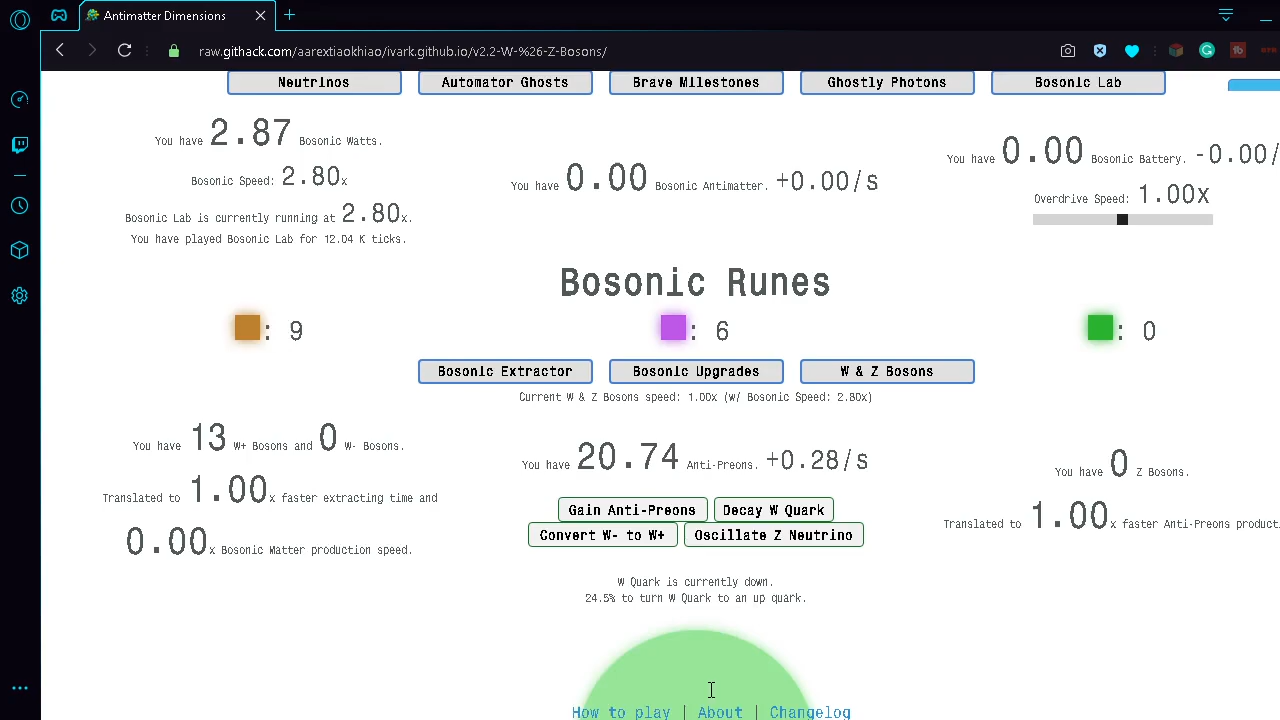 Antimatter Dimensions
raw.githack.com/aarextiaokhiao/ivark.github.io/v2.2-W-%26-Z-Bosons/
Neutrinos Automator Ghosts Brave Milestones Ghostly Photons Bosonic Lab
You have 2.87 Bosonic Watts.
Bosonic Speed: 2.80x
Bosonic Lab is currently running at 2.80x.
You have played Bosonic Lab for 12.04 K ticks.
You have 0.00 Bosonic Antimatter. +0.00/s
You have 0.00 Bosonic Battery. -0.00/
Overdrive Speed: 1.00x
Bosonic Runes
: 9
: 6
: 0
Bosonic Extractor Bosonic Upgrades W & Z Bosons
Current W & Z Bosons speed: 1.00x (w/ Bosonic Speed: 2.80x)
You have 13 W+ Bosons and 0 W- Bosons.
Translated to 1.00x faster extracting time and
0.00x Bosonic Matter production speed.
You have 20.74 Anti-Preons. +0.28/s
Gain Anti-Preons Decay W Quark
Convert W- to W+ Oscillate Z Neutrino
W Quark is currently down.
24.5% to turn W Quark to an up quark.
You have 0 Z Bosons.
Translated to 1.00x faster Anti-Preons product
How to play | About | Changelog